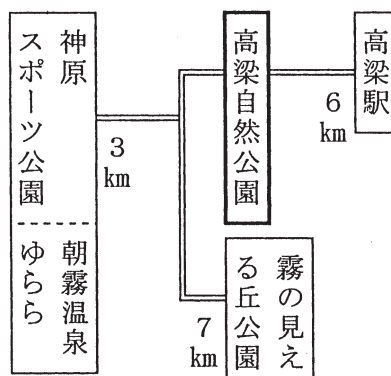 高梁駅
6
km
高梁自然公園
霧の見え
る丘公園
7
km
3
km
神原
スポーツ公園
朝霧温泉
ゆらら